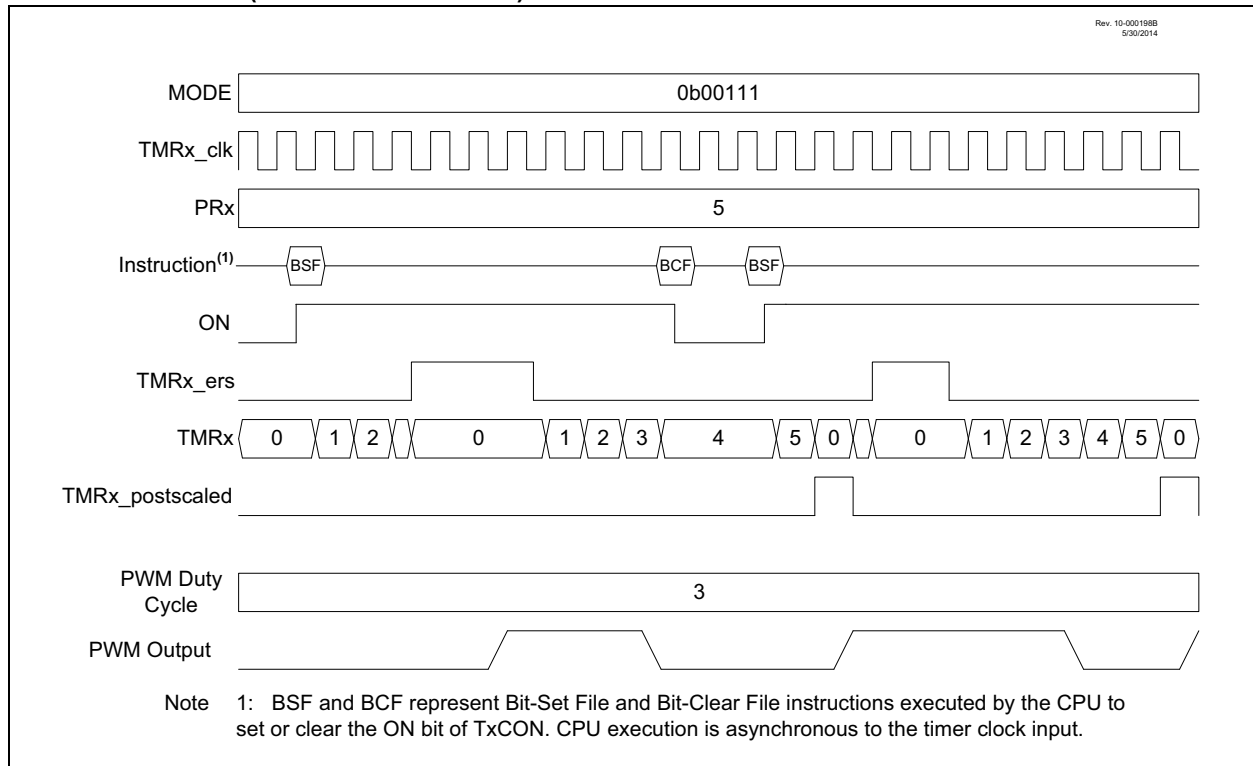 Rev. 10-000198B
5/30/2014
MODE 0b00111
TMRx_clk
PRx 5
Instruction(1) BSF BCF BSF
ON
TMRx_ers
TMRx 0 1 2 0 1 2 3 4 5 0 0 1 2 3 4 5 0
TMRx_postscaled
PWM Duty
Cycle
3
PWM Output
Note 1: BSF and BCF represent Bit-Set File and Bit-Clear File instructions executed by the CPU to
set or clear the ON bit of TxCON. CPU execution is asynchronous to the timer clock input.